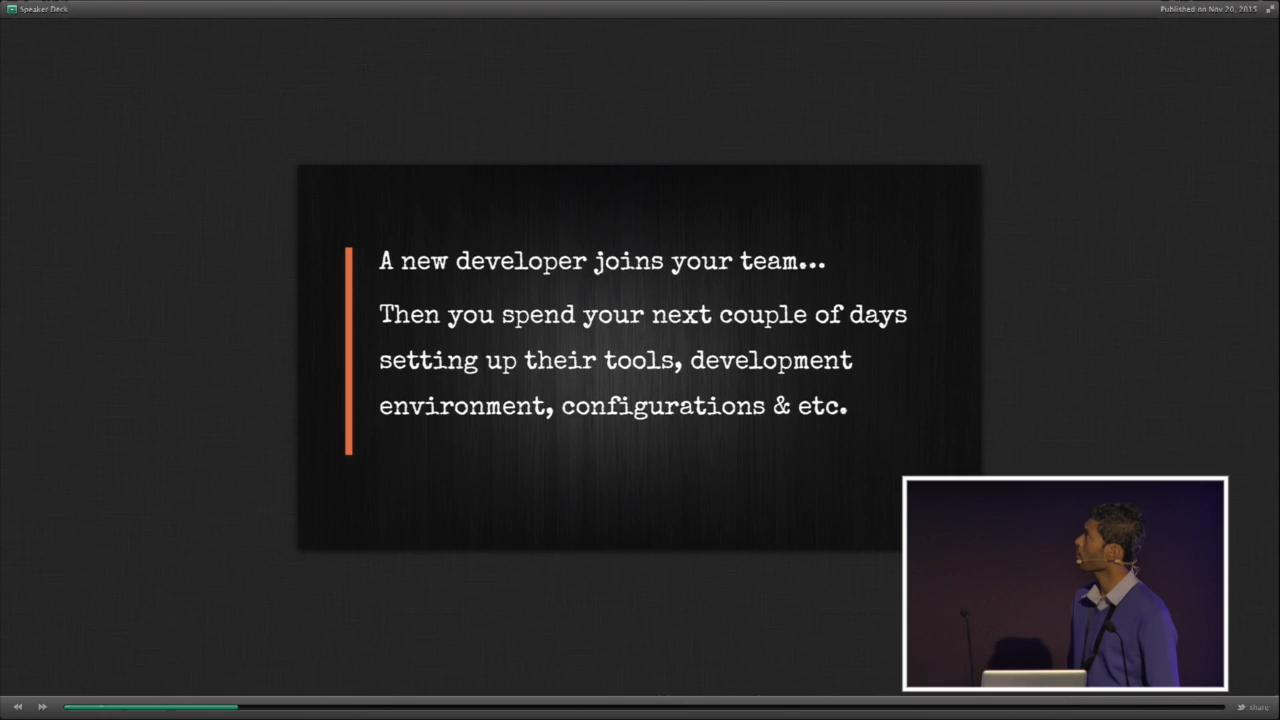 Speaker Deck
Published on Nov 20, 2015
A new developer joins your team...
Then you spend your next couple of days
setting up their tools, development
environment, configurations & etc.
share